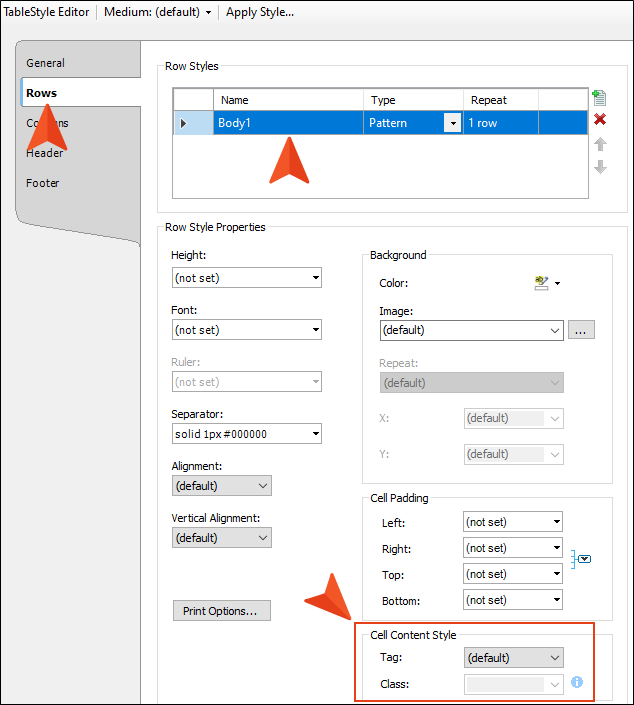 TableStyle Editor Medium: (default) Apply Style...
General
Rows
Header
Footer
Row Styles
Name Type Repeat
Body1 Pattern 1 row
Row Style Properties
Height:
(not set)
Font:
(not set)
Ruler:
(not set)
Separator:
solid 1px #000000
Alignment:
(default)
Vertical Alignment:
(default)
Print Options...
Background
Color:
Image:
(default) ...
Repeat:
(default)
X: (default)
Y: (default)
Cell Padding
Left: (not set)
Right: (not set)
Top: (not set)
Bottom: (not set)
Cell Content Style
Tag: (default)
Class: